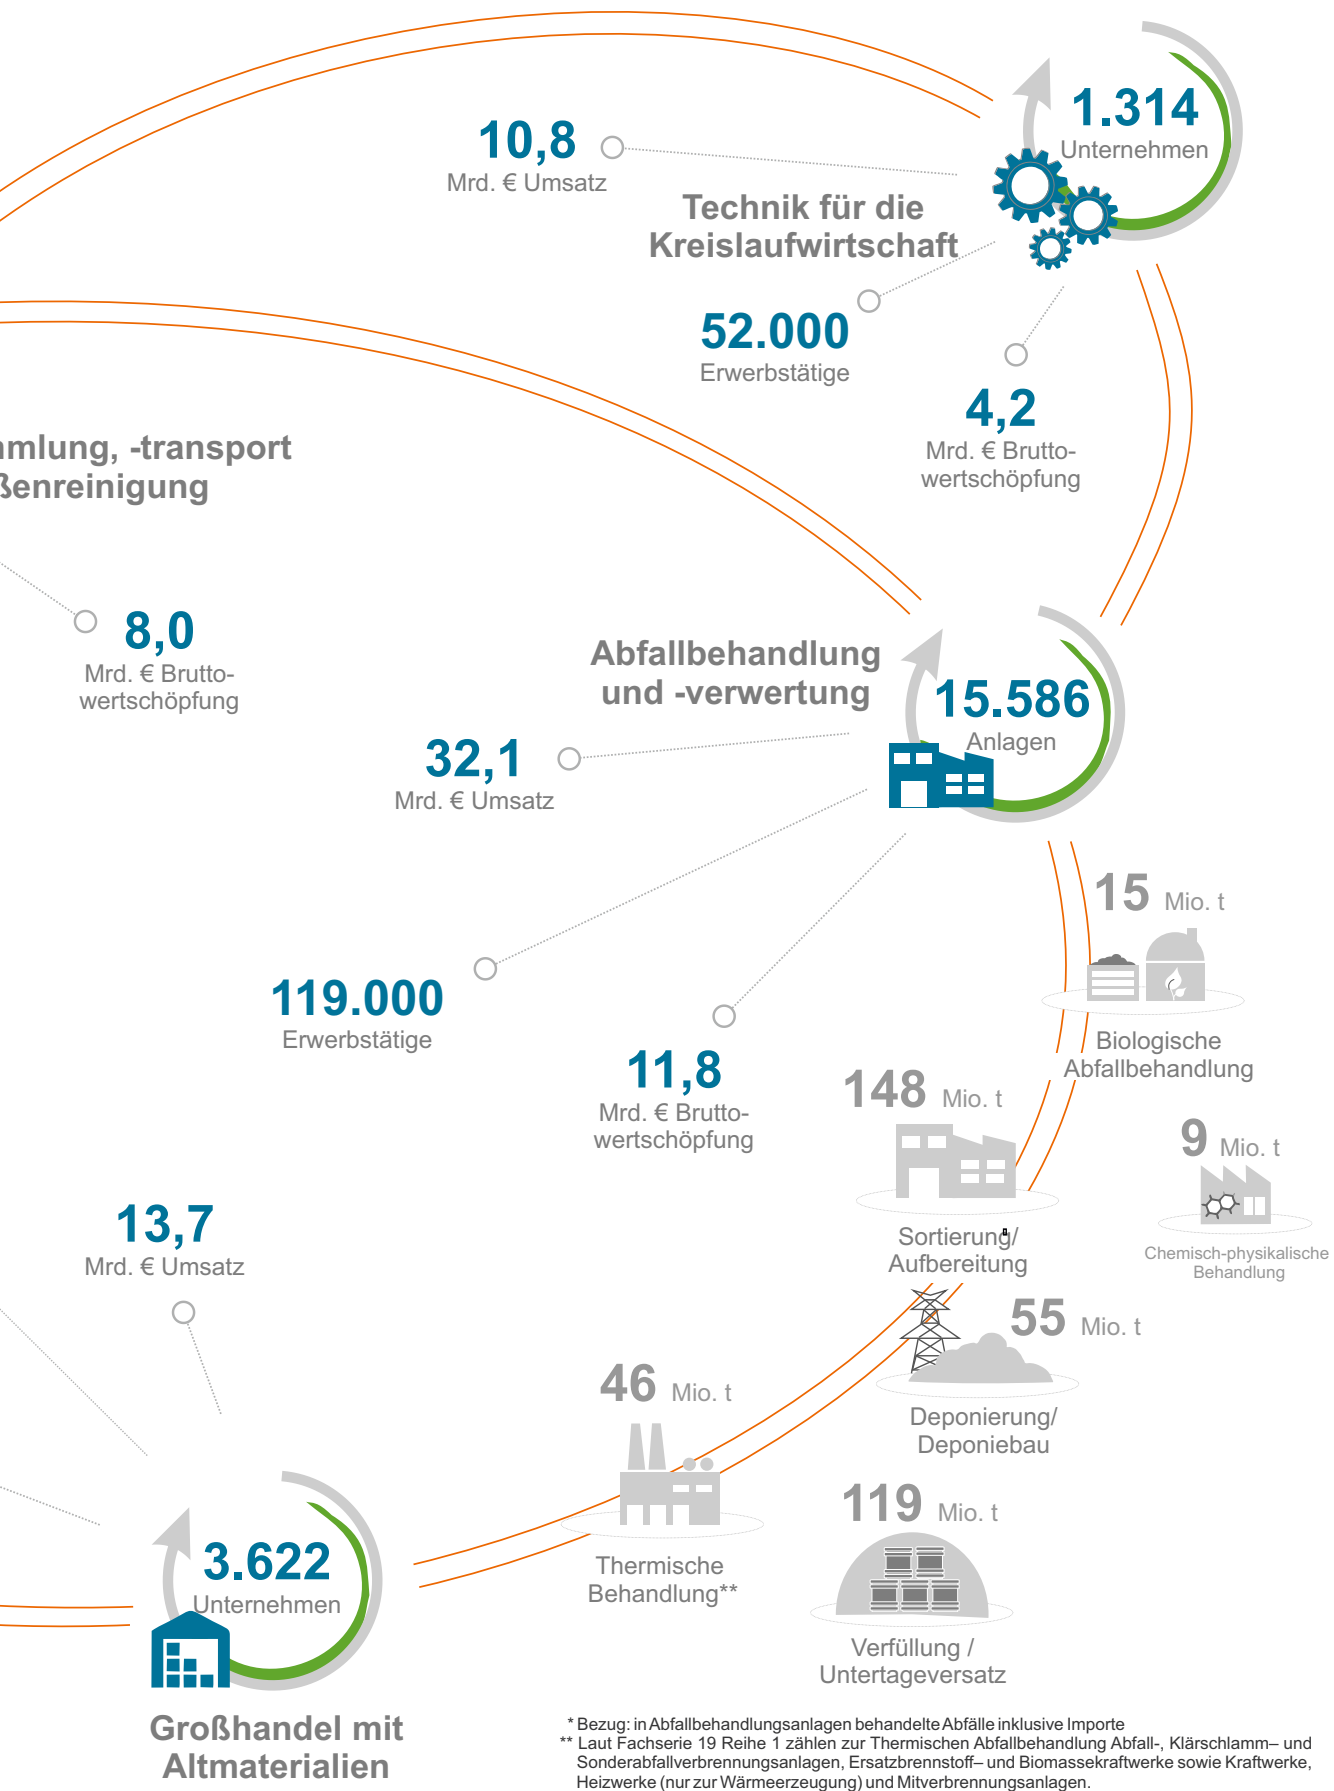 1.314
Unternehmen
10,8
Mrd. € Umsatz
Technik für die
Kreislaufwirtschaft
52.000
Erwerbstätige
4,2
Mrd. € Brutto-
wertschöpfung
mlung, -transport
ßenreinigung
8,0
Mrd. € Brutto-
wertschöpfung
Abfallbehandlung
und -verwertung
15.586
Anlagen
32,1
Mrd. € Umsatz
119.000
Erwerbstätige
11,8
Mrd. € Brutto-
wertschöpfung
15 Mio. t
Biologische
Abfallbehandlung
148 Mio. t
Sortierung/
Aufbereitung
9 Mio. t
Chemisch-physikalische
Behandlung
55 Mio. t
Deponierung/
Deponiebau
46 Mio. t
Thermische
Behandlung**
119 Mio. t
Verfüllung /
Untertageversatz
13,7
Mrd. € Umsatz
3.622
Unternehmen
Großhandel mit
Altmaterialien
* Bezug: in Abfallbehandlungsanlagen behandelte Abfälle inklusive Importe
** Laut Fachserie 19 Reihe 1 zählen zur Thermischen Abfallbehandlung Abfall-, Klärschlamm– und
Sonderabfallverbrennungsanlagen, Ersatzbrennstoff– und Biomassekraftwerke sowie Kraftwerke,
Heizwerke (nur zur Wärmeerzeugung) und Mitverbrennungsanlagen.